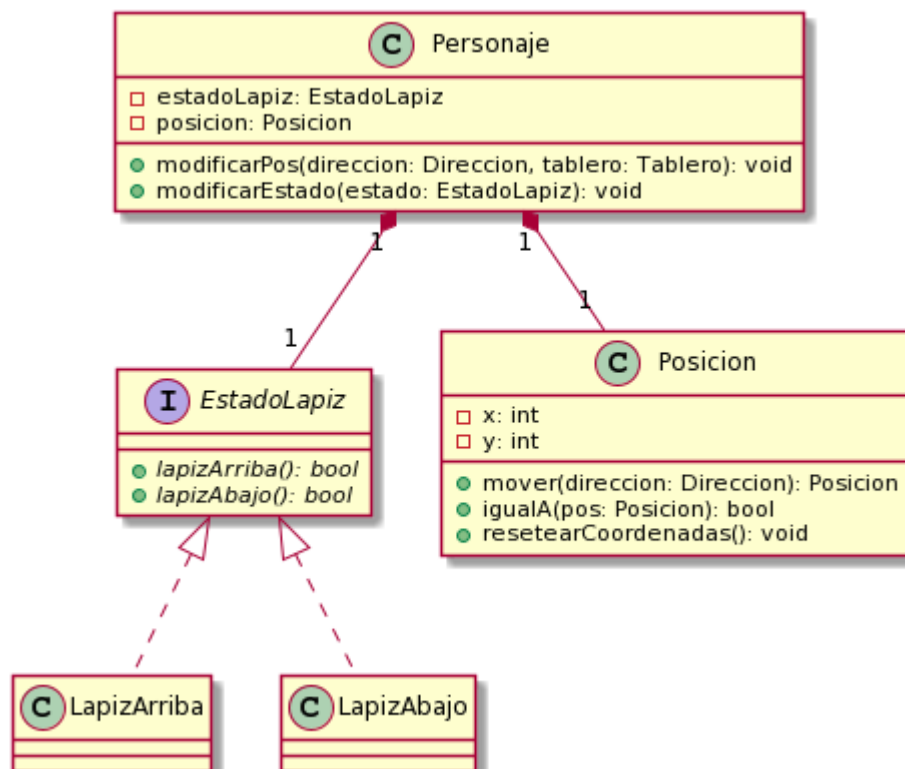 C Personaje
estadoLapiz: EstadoLapiz
posicion: Posicion
modificarPos(direccion: Direccion, tablero: Tablero): void
modificarEstado(estado: EstadoLapiz): void
1
1
1
1
I EstadoLapiz
lapizArriba(): bool
lapizAbajo(): bool
C Posicion
x: int
y: int
mover(direccion: Direccion): Posicion
igualA(pos: Posicion): bool
resetearCoordenadas(): void
C LapizArriba
C LapizAbajo